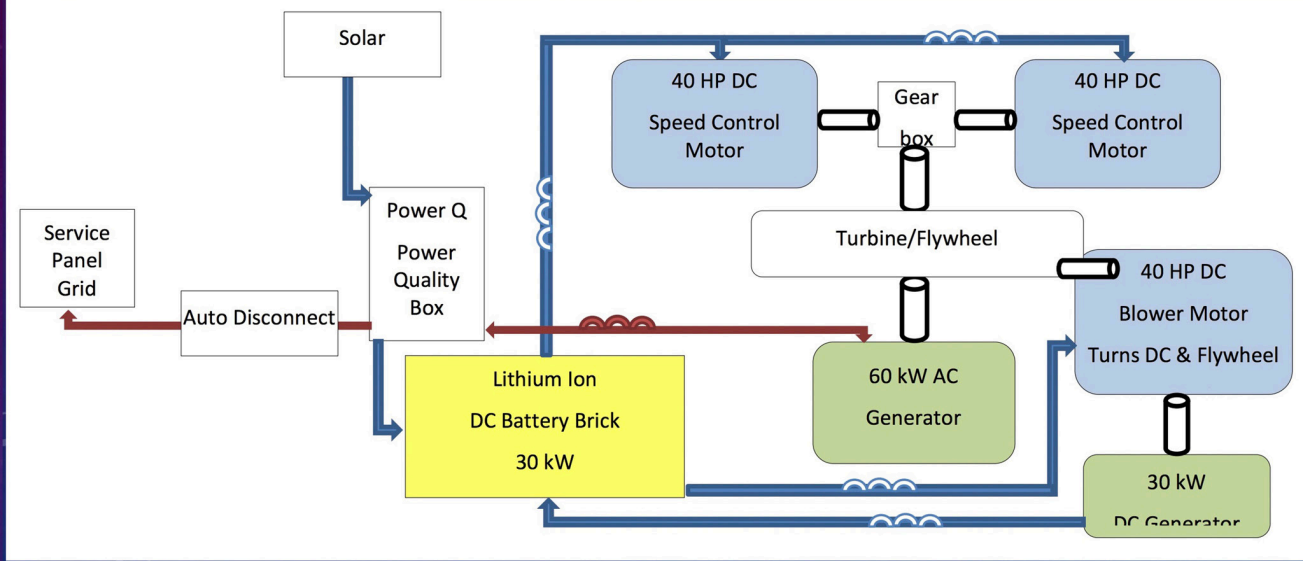 Solar
40 HP DC
Speed Control
Motor
Gear
box
40 HP DC
Speed Control
Motor
Service
Panel
Grid
Power Q
Power
Quality
Box
Turbine/Flywheel
Auto Disconnect
40 HP DC
Blower Motor
Turns DC & Flywheel
Lithium Ion
DC Battery Brick
30 kW
60 kW AC
Generator
30 kW
DC Generator